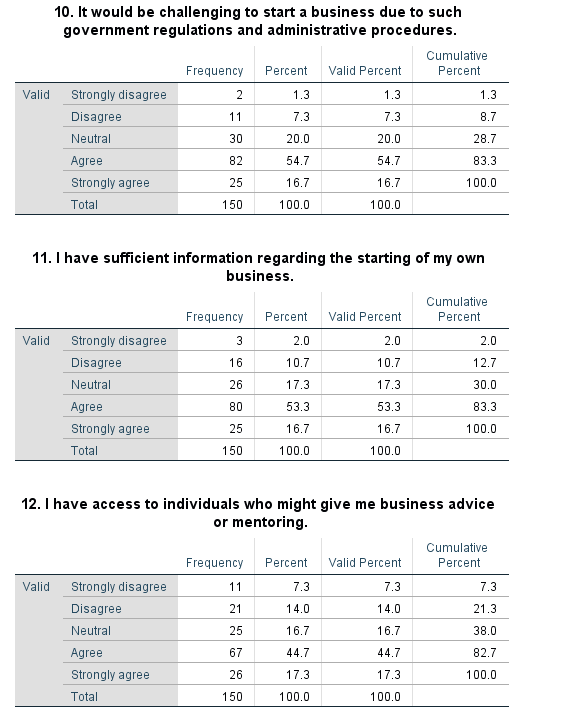 10. It would be challenging to start a business due to such
government regulations and administrative procedures.
Frequency Percent Valid Percent Cumulative Percent
Valid Strongly disagree 2 1.3 1.3 1.3
Disagree 11 7.3 7.3 8.7
Neutral 30 20.0 20.0 28.7
Agree 82 54.7 54.7 83.3
Strongly agree 25 16.7 16.7 100.0
Total 150 100.0 100.0
11. I have sufficient information regarding the starting of my own
business.
Frequency Percent Valid Percent Cumulative Percent
Valid Strongly disagree 3 2.0 2.0 2.0
Disagree 16 10.7 10.7 12.7
Neutral 26 17.3 17.3 30.0
Agree 80 53.3 53.3 83.3
Strongly agree 25 16.7 16.7 100.0
Total 150 100.0 100.0
12. I have access to individuals who might give me business advice
or mentoring.
Frequency Percent Valid Percent Cumulative Percent
Valid Strongly disagree 11 7.3 7.3 7.3
Disagree 21 14.0 14.0 21.3
Neutral 25 16.7 16.7 38.0
Agree 67 44.7 44.7 82.7
Strongly agree 26 17.3 17.3 100.0
Total 150 100.0 100.0